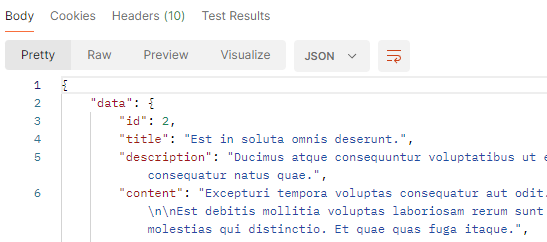 Body Cookies Headers (10) Test Results
Pretty Raw Preview Visualize JSON
1 {
2 "data": {
3 "id": 2,
4 "title": "Est in soluta omnis deserunt.",
5 "description": "Ducimus atque consequuntur voluptatibus ut
consequatur natus quae.",
6 "content": "Excepturi tempora voluptas consequatur aut odit.
\n\nEst debitis mollitia voluptas laboriosam rerum sunt
molestias qui distinctio. Et quae quas fuga itaque.",